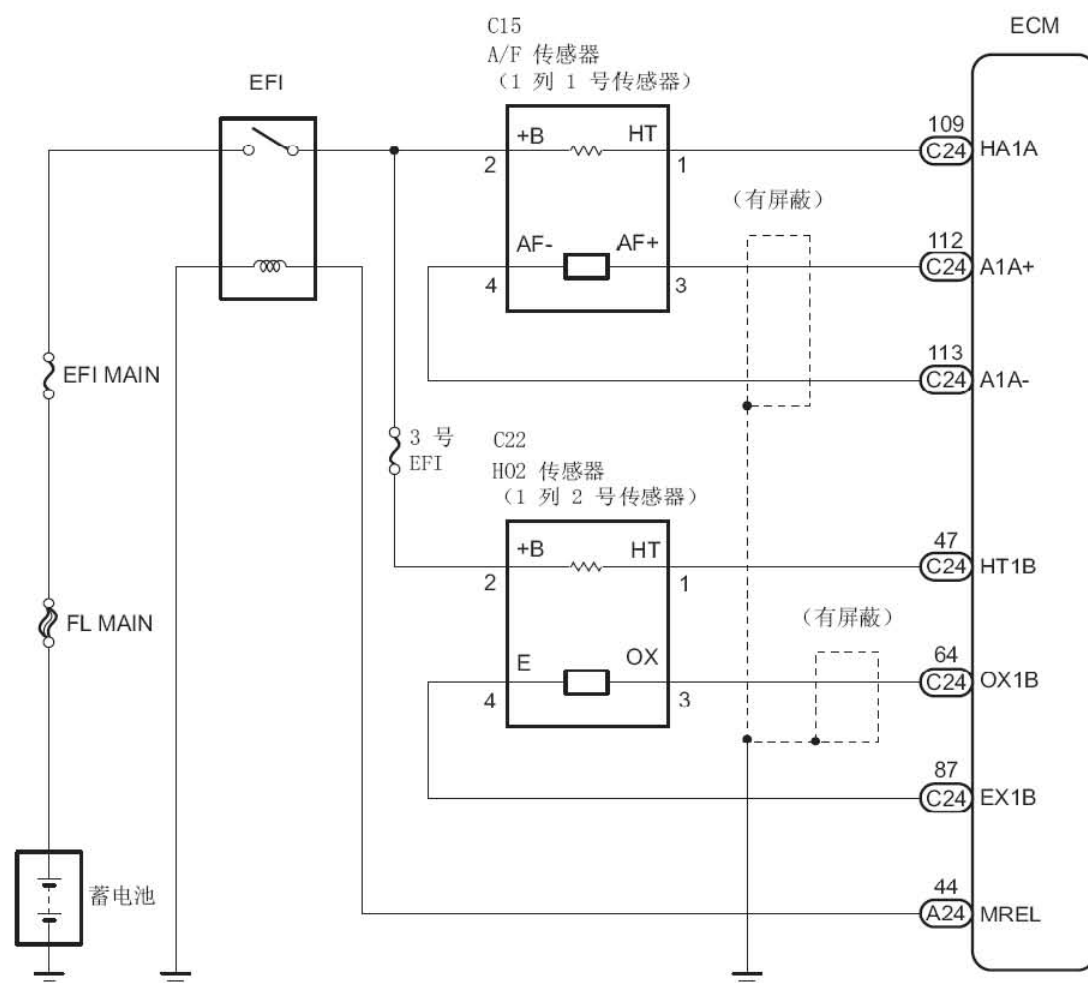 C15
A/F 传感器
（1 列 1 号传感器）
ECM
EFI
+B
HT
2
1
109
C24
HA1A
（有屏蔽）
AF-
AF+
4
3
112
C24
A1A+
113
C24
A1A-
EFI MAIN
3 号
EFI
C22
HO2 传感器
（1 列 2 号传感器）
+B
HT
2
1
47
C24
HT1B
FL MAIN
（有屏蔽）
E
OX
4
3
64
C24
OX1B
87
C24
EX1B
蓄电池
44
A24
MREL